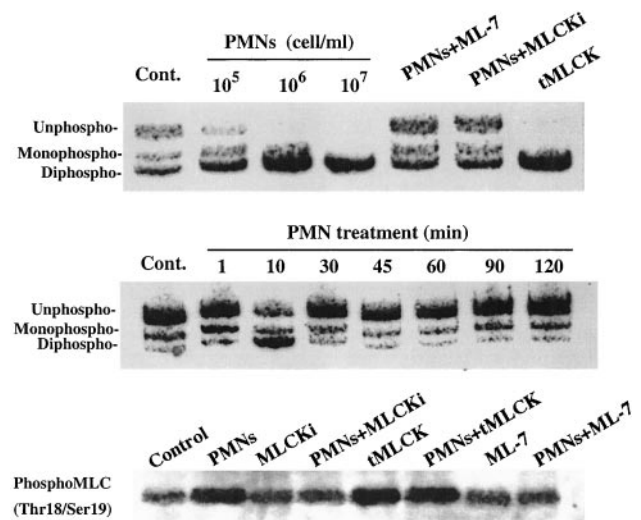 PMNs (cell/ml)
PMNs+ML-7
PMNs+MLCKi
tMLCK
Cont.
10⁵ 10⁶ 10⁷
Unphospho-
Monophospho-
Diphospho-
PMN treatment (min)
Cont. 1 10 30 45 60 90 120
Unphospho-
Monophospho-
Diphospho-
Control PMNs MLCKi PMNs+MLCKi tMLCK PMNs+tMLCK ML-7 PMNs+ML-7
PhosphoMLC
(Thr18/Ser19)